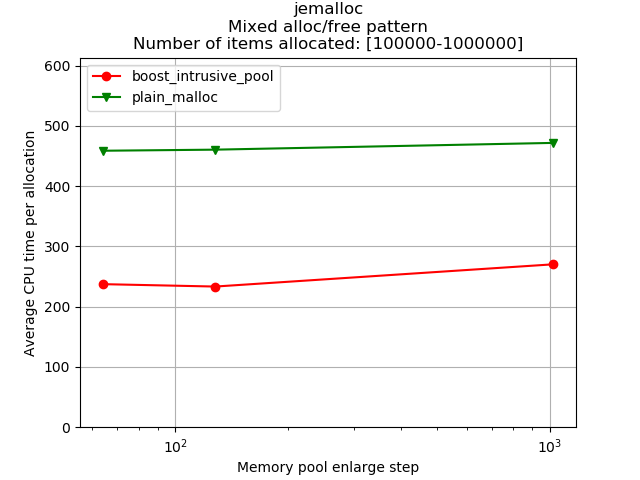 jemalloc
Mixed alloc/free pattern
Number of items allocated: [100000-1000000]
boost_intrusive_pool
plain_malloc
Average CPU time per allocation
600
500
400
300
200
100
0
10²
10³
Memory pool enlarge step